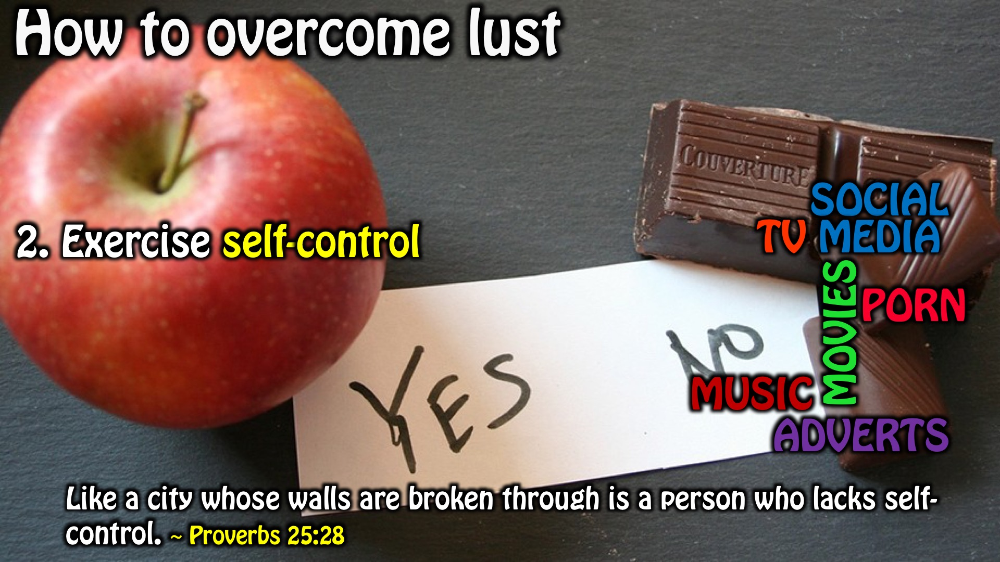 How to overcome lust
COUVERTURE
SOCIAL
TV MEDIA
2. Exercise self-control
MOVIES
PORN
YES NO
MUSIC
ADVERTS
Like a city whose walls are broken through is a person who lacks self-
control. ~ Proverbs 25:28